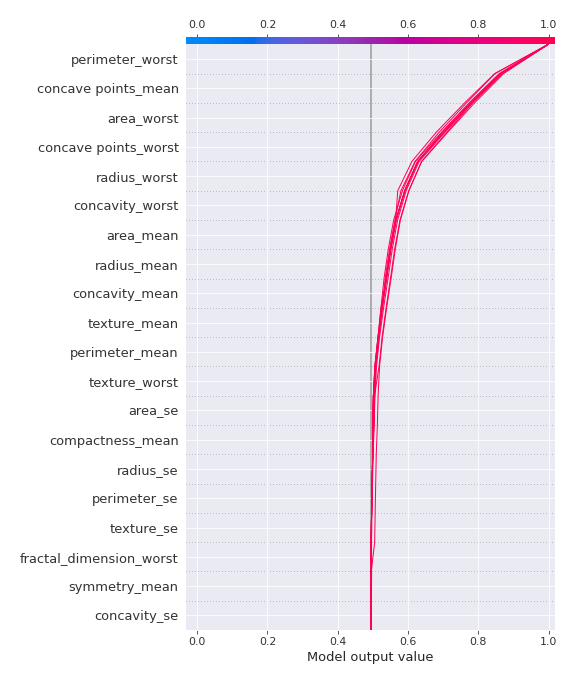 0.0 0.2 0.4 0.6 0.8 1.0
perimeter_worst
concave points_mean
area_worst
concave points_worst
radius_worst
concavity_worst
area_mean
radius_mean
concavity_mean
texture_mean
perimeter_mean
texture_worst
area_se
compactness_mean
radius_se
perimeter_se
texture_se
fractal_dimension_worst
symmetry_mean
concavity_se
0.0 0.2 0.4 0.6 0.8 1.0
Model output value